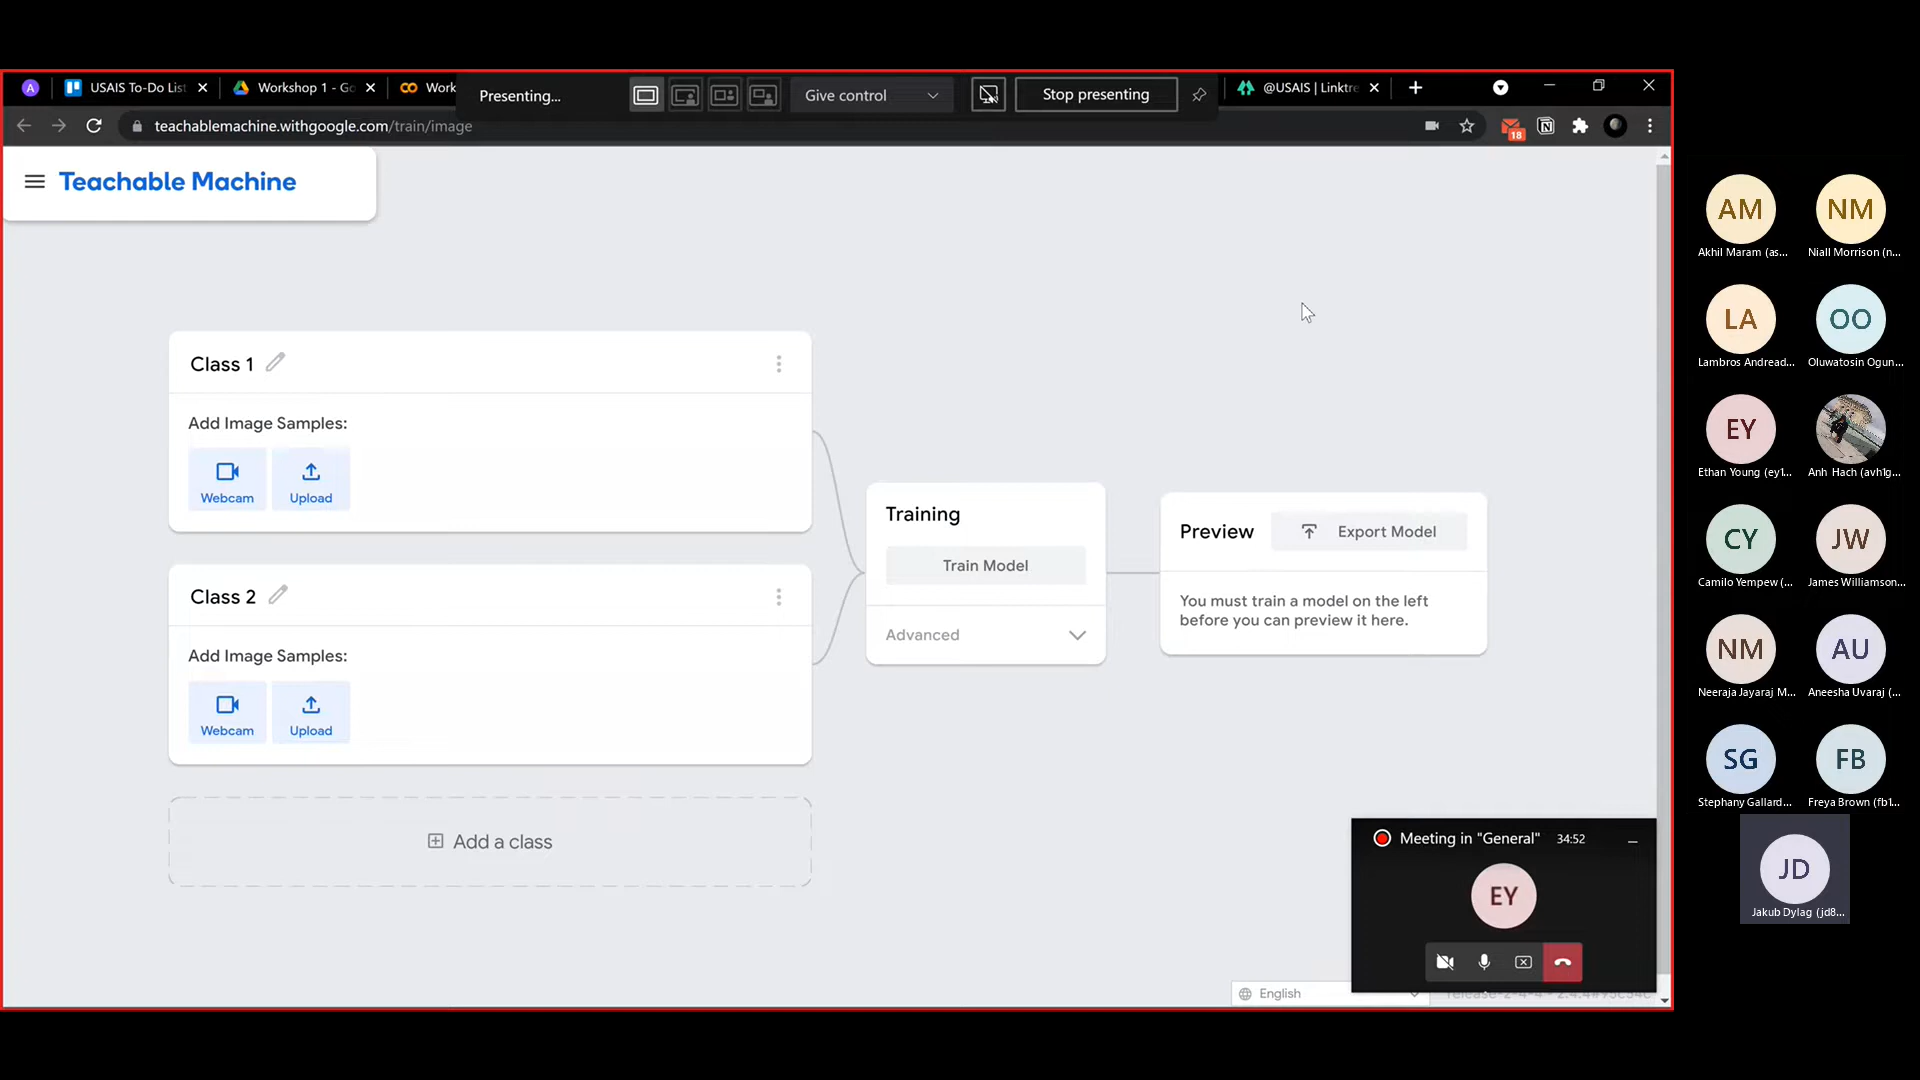 A
USAIS To-Do List
Workshop 1 - Go
Work
Presenting...
Give control
Stop presenting
@USAIS | Linktre
teachablemachine.withgoogle.com/train/image
18
Teachable Machine
Class 1
Add Image Samples:
Webcam
Upload
Class 2
Add Image Samples:
Webcam
Upload
Add a class
Training
Train Model
Advanced
Preview
Export Model
You must train a model on the left
before you can preview it here.
Meeting in "General"
34:52
EY
English
AM
Akhil Maram (as...
NM
Niall Morrison (n...
LA
Lambros Andread...
OO
Oluwatosin Ogun...
EY
Ethan Young (ey1...
Anh Hach (avh1g...
CY
Camilo Yempew (...
JW
James Williamson...
NM
Neeraja Jayaraj M...
AU
Aneesha Uvaraj (...
SG
Stephany Gallard...
FB
Freya Brown (fb1...
JD
Jakub Dylag (jd8...